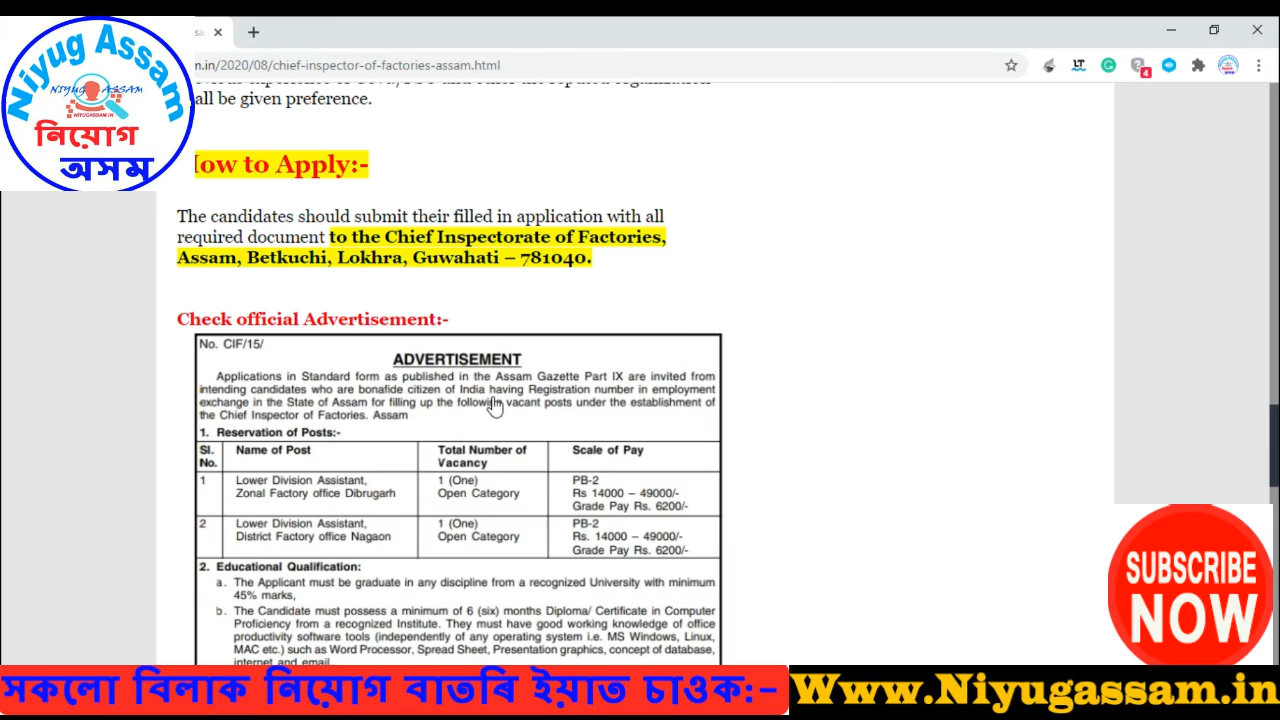 Niyug Assam
NIYUG ASSAM
NIYUGASSAM.IN
নিয়োগ
অসম
n.in/2020/08/chief-inspector-of-factories-assam.html
all be given preference.
How to Apply:-
The candidates should submit their filled in application with all
required document to the Chief Inspectorate of Factories,
Assam, Betkuchi, Lokhra, Guwahati – 781040.
Check official Advertisement:-
No. CIF/15/
ADVERTISEMENT
Applications in Standard form as published in the Assam Gazette Part IX are invited from
intending candidates who are bonafide citizen of India having Registration number in employment
exchange in the State of Assam for filling up the following vacant posts under the establishment of
the Chief Inspector of Factories. Assam
1. Reservation of Posts:-
Sl. No. Name of Post Total Number of Vacancy Scale of Pay
1 Lower Division Assistant, 1 (One) PB-2
Zonal Factory office Dibrugarh Open Category Rs 14000 – 49000/-
Grade Pay Rs. 6200/-
2 Lower Division Assistant, 1 (One) PB-2
District Factory office Nagaon Open Category Rs. 14000 – 49000/-
Grade Pay Rs. 6200/-
2. Educational Qualification:
a. The Applicant must be graduate in any discipline from a recognized University with minimum
45% marks,
b. The Candidate must possess a minimum of 6 (six) months Diploma/ Certificate in Computer
Proficiency from a recognized Institute. They must have good working knowledge of office
productivity software tools (independently of any operating system i.e. MS Windows, Linux,
MAC etc.) such as Word Processor, Spread Sheet, Presentation graphics, concept of database,
internet and email.
SUBSCRIBE
NOW
সকলো বিলাক নিয়োগ বাতৰি ইয়াত চাওক:–
Www.Niyugassam.in